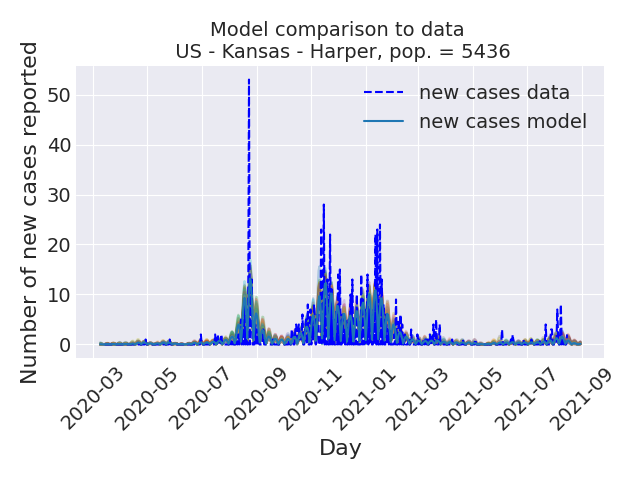 Model comparison to data
US - Kansas - Harper, pop. = 5436
Number of new cases reported
50
40
30
20
10
0
new cases data
new cases model
2020-03
2020-05
2020-07
2020-09
2020-11
2021-01
2021-03
2021-05
2021-07
2021-09
Day